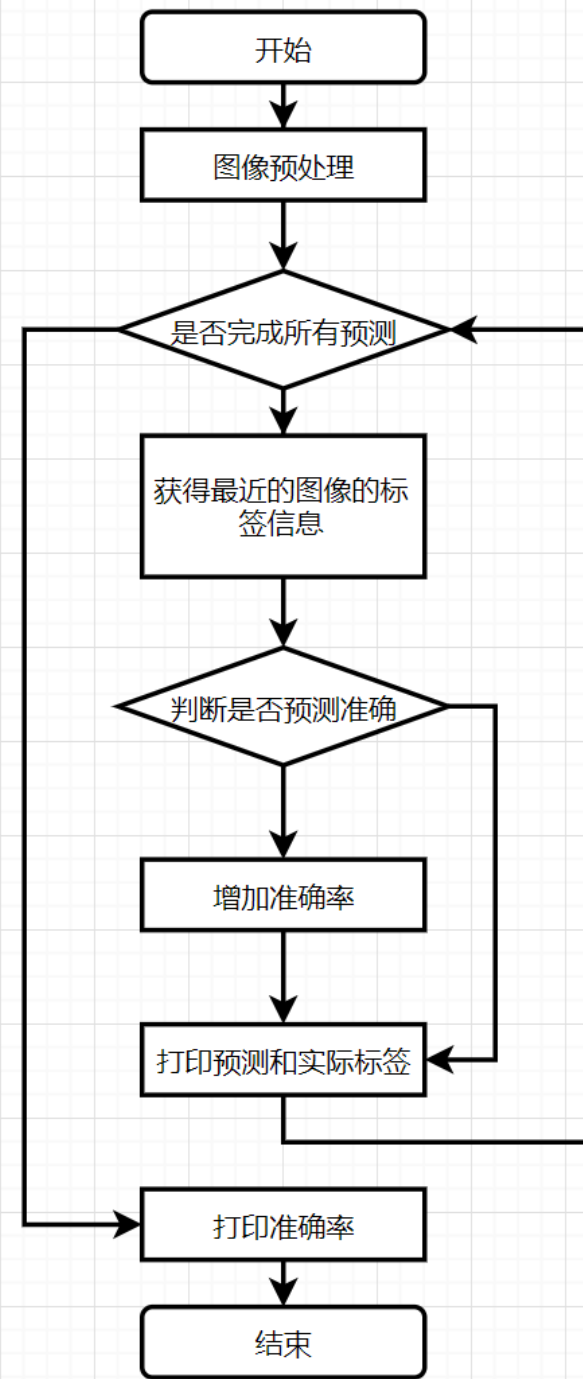 开始
图像预处理
是否完成所有预测
获得最近的图像的标
签信息
判断是否预测准确
增加准确率
打印预测和实际标签
打印准确率
结束